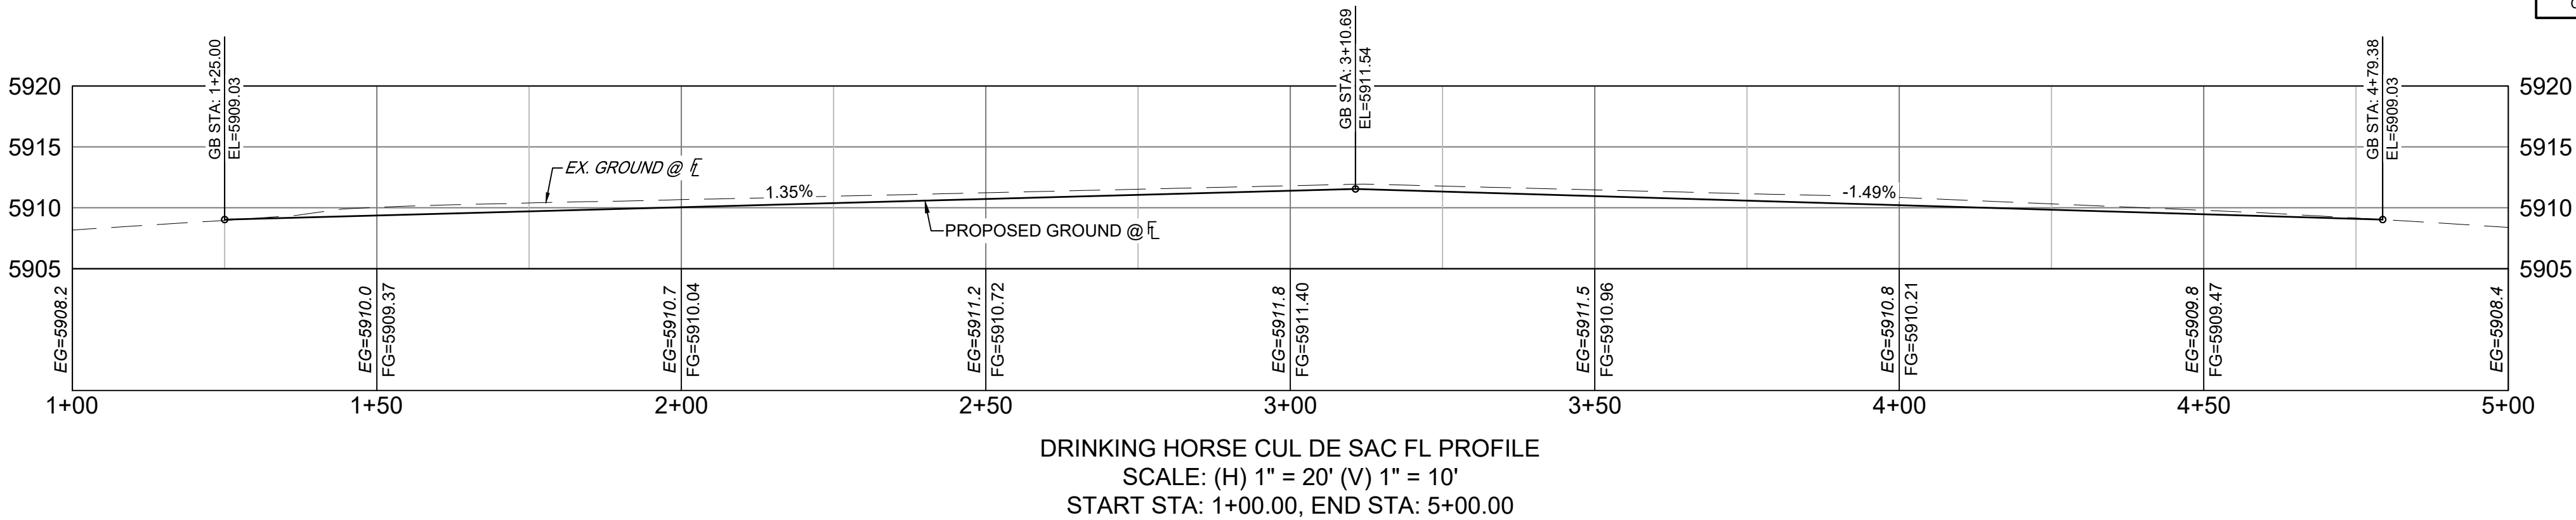 GB STA: 1+25.00
EL=5909.03
GB STA: 3+10.69
EL=5911.54
GB STA: 4+79.38
EL=5909.03
5920
5915
5910
5905
5920
5915
5910
5905
EX. GROUND @ FL
1.35%
PROPOSED GROUND @ FL
-1.49%
EG=5908.2
EG=5910.0
FG=5909.37
EG=5910.7
FG=5910.04
EG=5911.2
FG=5910.72
EG=5911.8
FG=5911.40
EG=5911.5
FG=5910.96
EG=5910.8
FG=5910.21
EG=5909.8
FG=5909.47
EG=5908.4
1+00
1+50
2+00
2+50
3+00
3+50
4+00
4+50
5+00
DRINKING HORSE CUL DE SAC FL PROFILE
SCALE: (H) 1" = 20' (V) 1" = 10'
START STA: 1+00.00, END STA: 5+00.00